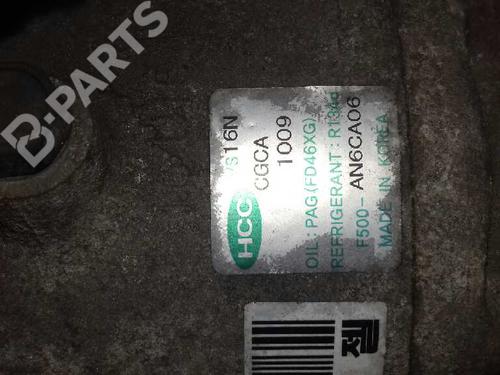 B-PARTS
HCC
VS16N
CGCA
1009
OIL: PAG(FD46XG)
REFRIGERANT: R134a
F500-AN6CA06
MADE IN KOREA